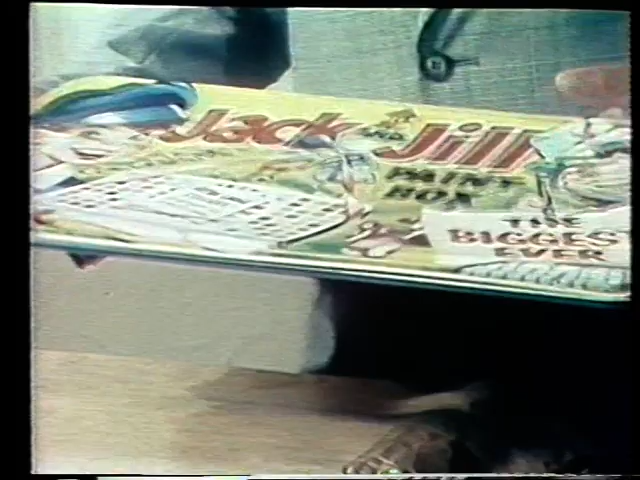 Jack and Jill
PAINT
BOX
THE
BIGGEST
EVER